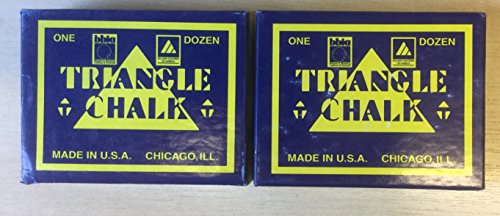 ONE DOZEN
TRIANGLE
CHALK
MADE IN U.S.A. CHICAGO, ILL.
ONE DOZEN
TRIANGLE
CHALK
MADE IN U.S.A. CHICAGO, ILL.